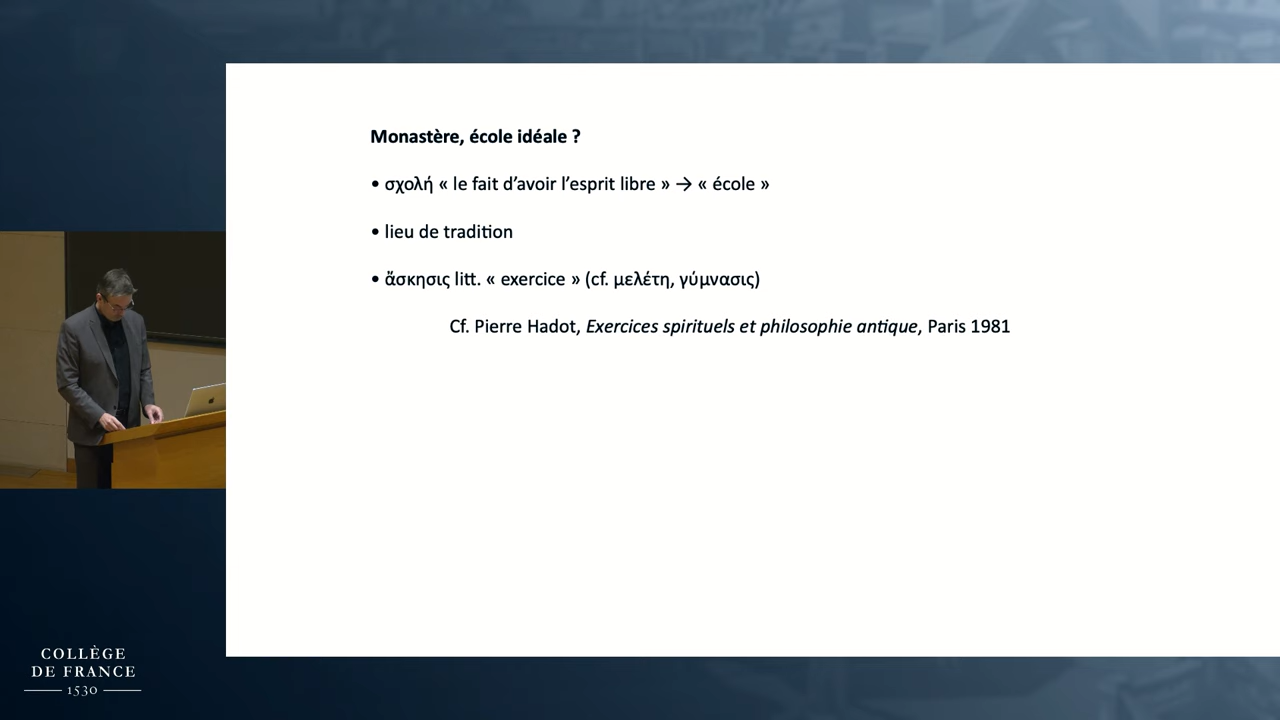 Monastère, école idéale ?
• σχολή « le fait d’avoir l’esprit libre » → « école »
• lieu de tradition
• ἄσκησις litt. « exercice » (cf. μελέτη, γύμνασις)
Cf. Pierre Hadot, Exercices spirituels et philosophie antique, Paris 1981
COLLÈGE
DE FRANCE
1530